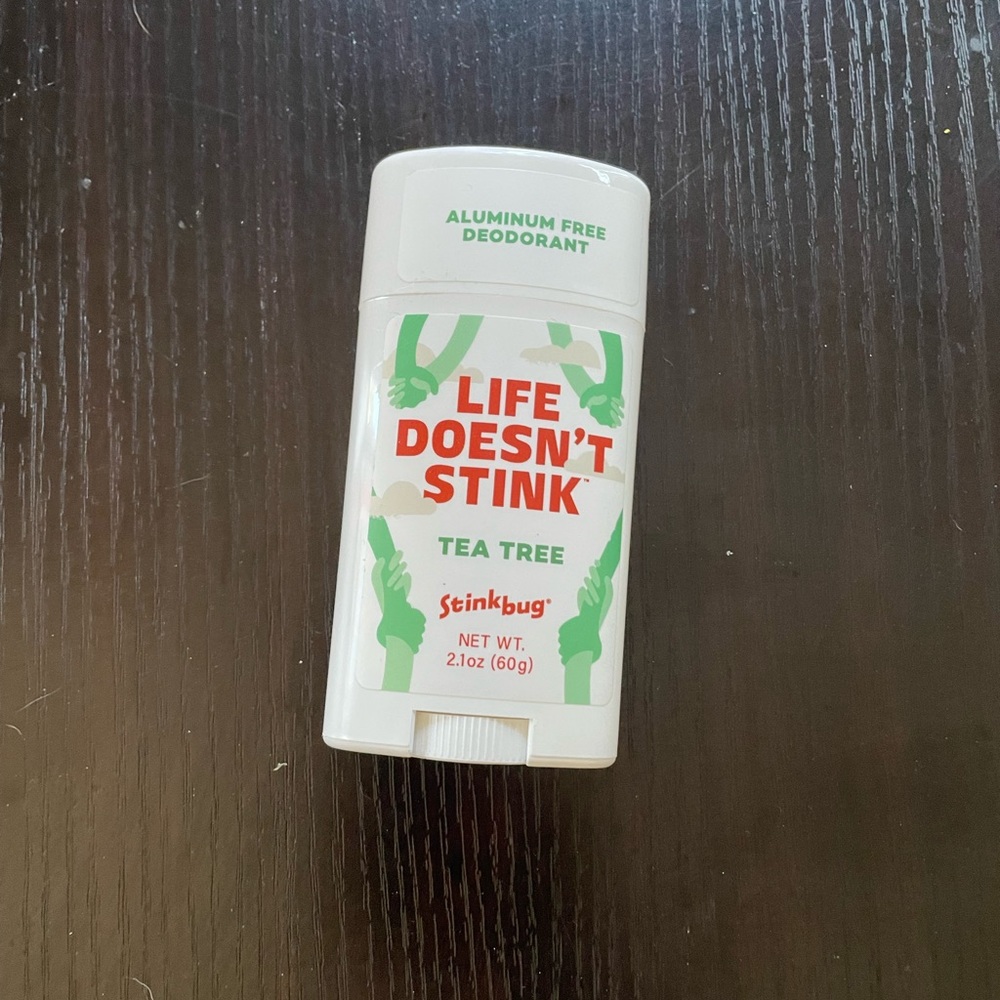 ALUMINUM FREE
DEODORANT
LIFE
DOESN'T
STINK™
TEA TREE
Stinkbug®
NET WT.
2.1oz (60g)